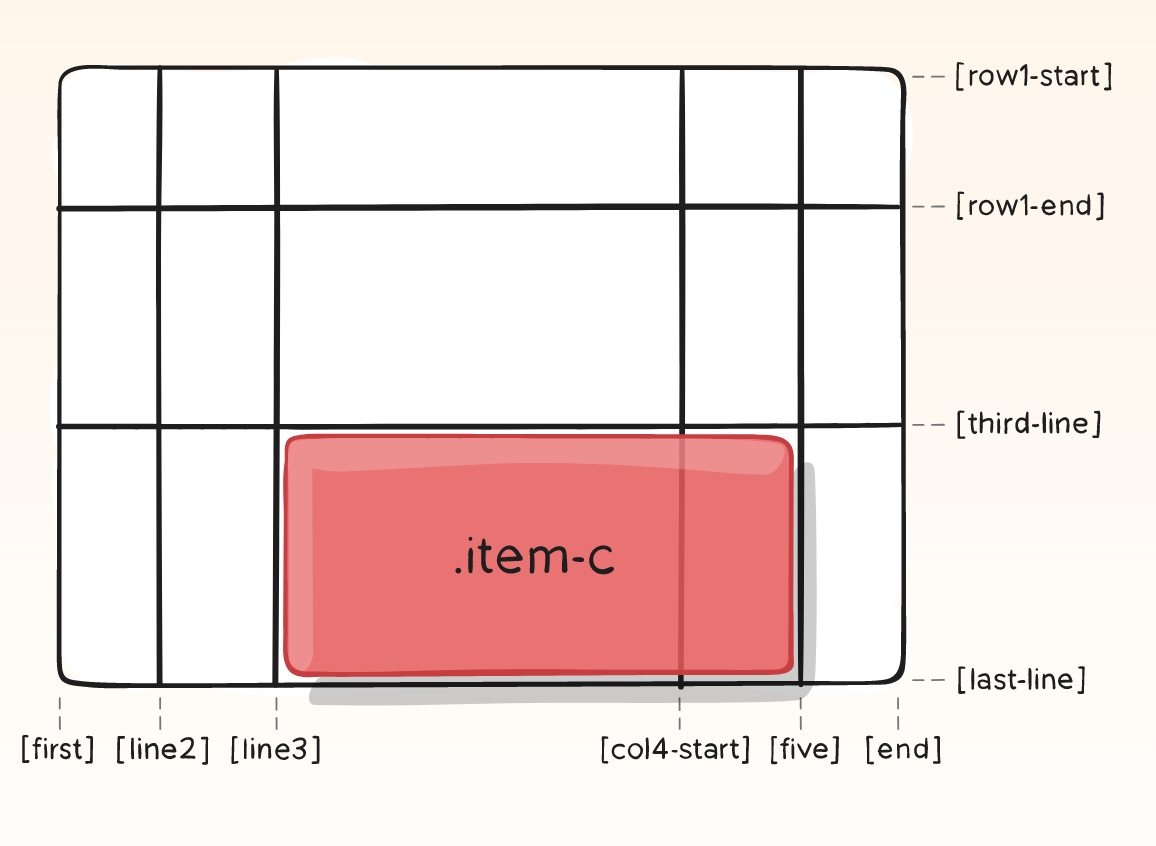 [row1-start]
[row1-end]
[third-line]
.item-c
[last-line]
[first] [line2] [line3] [col4-start] [five] [end]